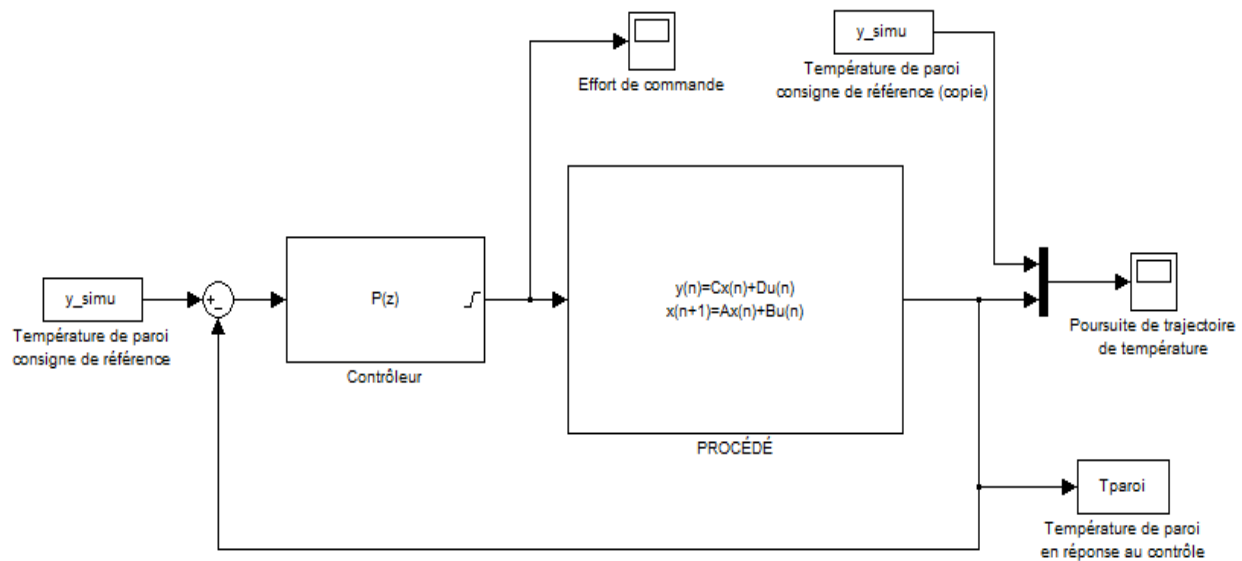 y_simu
Effort de commande
Température de paroi
consigne de référence (copie)
y_simu
+
-
Température de paroi
consigne de référence
P(z)
Contrôleur
y(n)=Cx(n)+Du(n)
x(n+1)=Ax(n)+Bu(n)
PROCÉDÉ
Poursuite de trajectoire
de température
Tparoi
Température de paroi
en réponse au contrôle